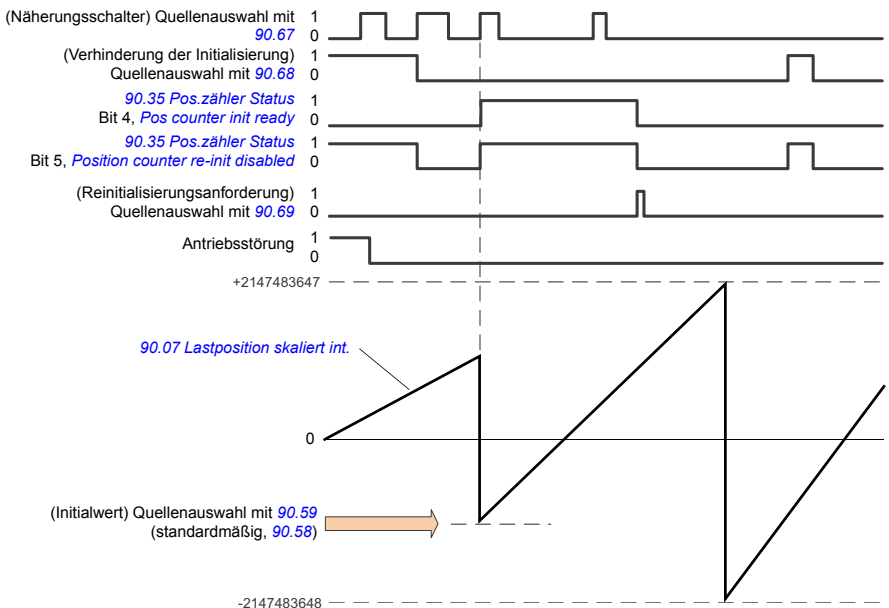 (Näherungsschalter) Quellenauswahl mit 1
90.67 0
(Verhinderung der Initialisierung) 1
Quellenauswahl mit 90.68 0
90.35 Pos.zähler Status 1
Bit 4, Pos counter init ready 0
90.35 Pos.zähler Status 1
Bit 5, Position counter re-init disabled 0
(Reinitialisierungsanforderung) 1
Quellenauswahl mit 90.69 0
Antriebsstörung 1
0
+2147483647
90.07 Lastposition skaliert int.
0
(Initialwert) Quellenauswahl mit 90.59
(standardmäßig, 90.58)
-2147483648